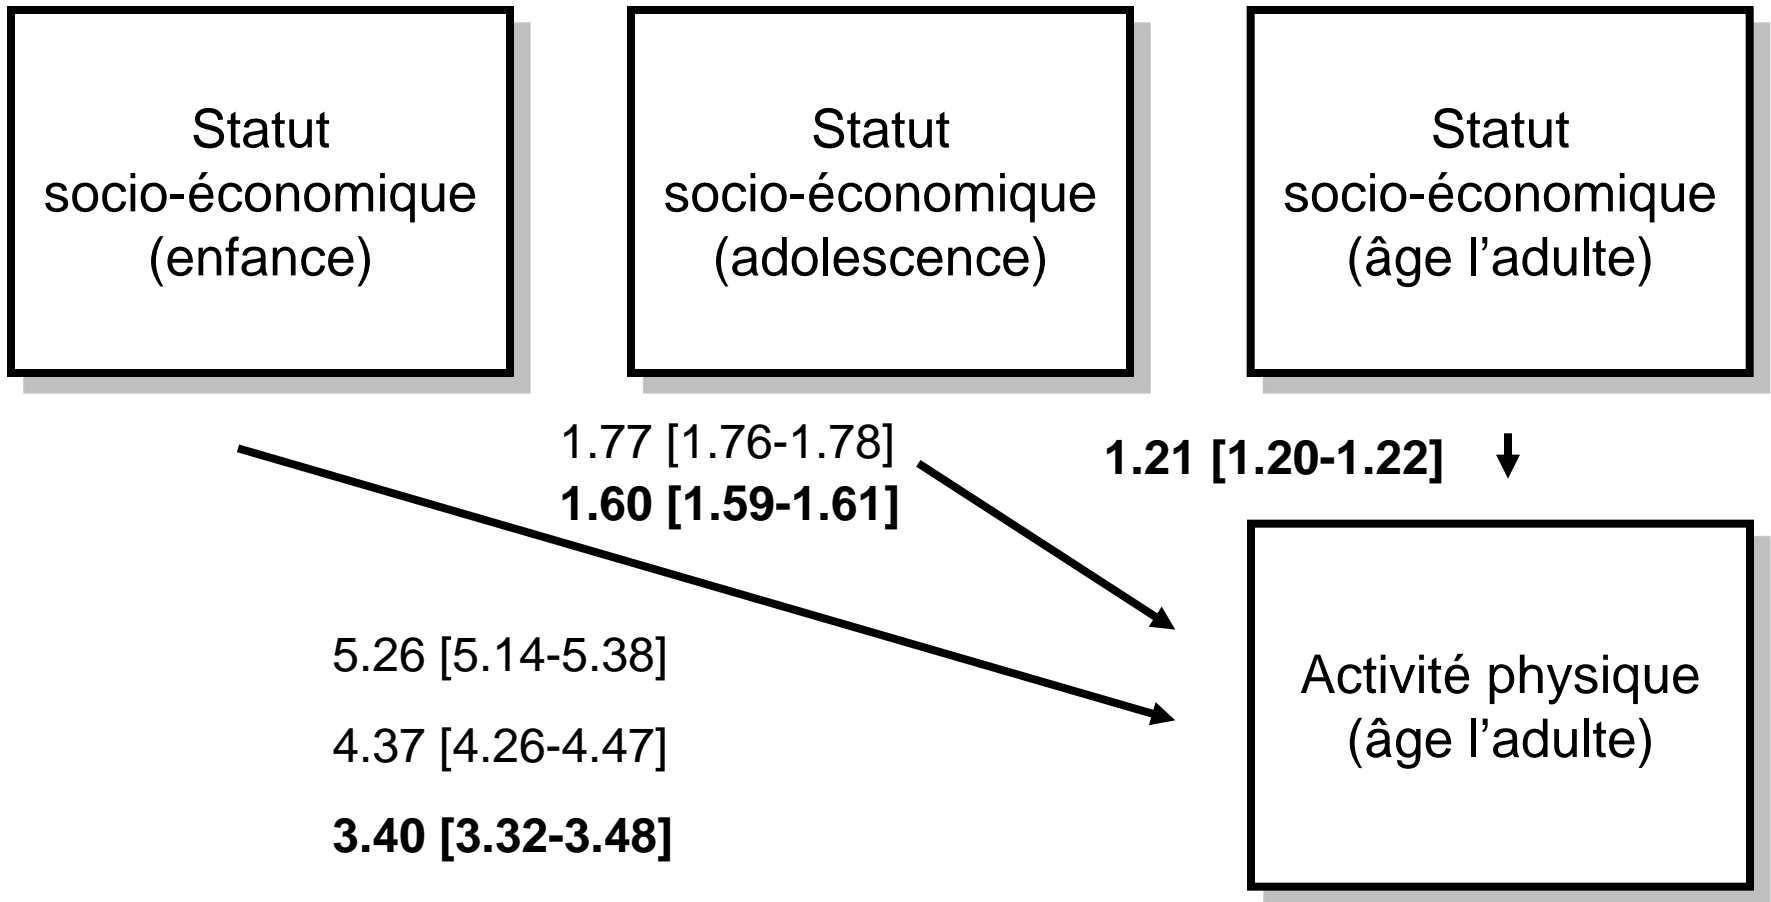 Statut
socio-économique
(enfance)
Statut
socio-économique
(adolescence)
Statut
socio-économique
(âge l’adulte)
1.77 [1.76-1.78]
1.60 [1.59-1.61]
1.21 [1.20-1.22]
5.26 [5.14-5.38]
4.37 [4.26-4.47]
3.40 [3.32-3.48]
Activité physique
(âge l’adulte)